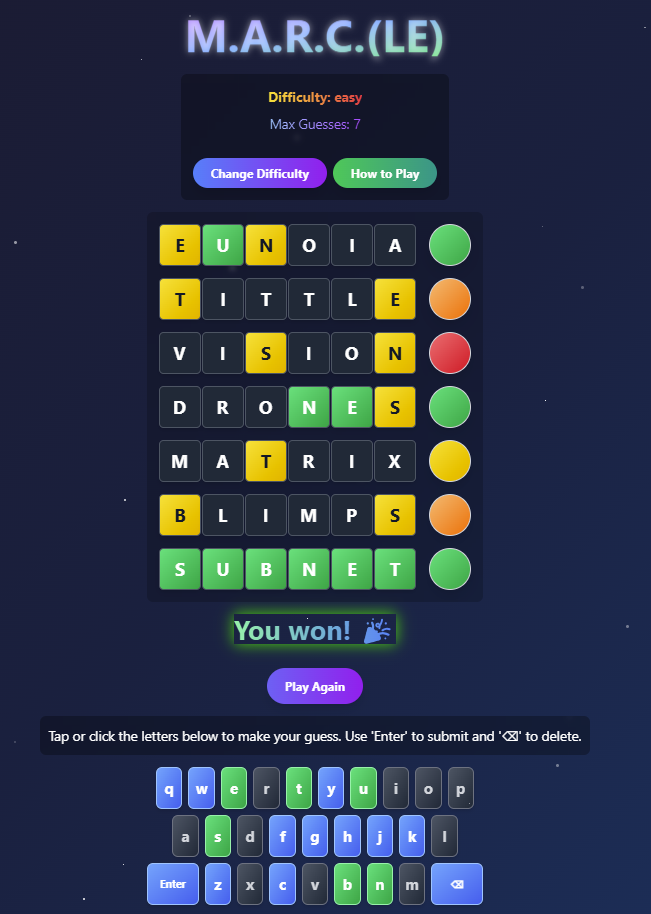 M.A.R.C.(LE)
Difficulty: easy
Max Guesses: 7
Change Difficulty How to Play
E U N O I A
T I T T L E
V I S I O N
D R O N E S
M A T R I X
B L I M P S
S U B N E T
You won! 🎉
Play Again
Tap or click the letters below to make your guess. Use 'Enter' to submit and '⌫' to delete.
q w e r t y u i o p
a s d f g h j k l
Enter z x c v b n m ⌫